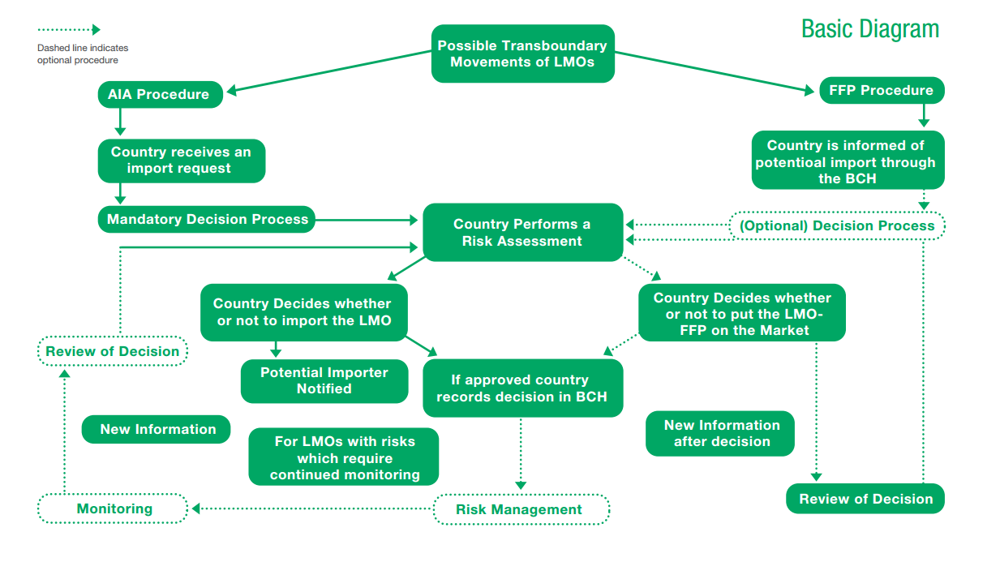 Basic Diagram
Dashed line indicates
optional procedure
Possible Transboundary
Movements of LMOs
AIA Procedure
FFP Procedure
Country receives an
import request
Country is informed of
potentioal import through
the BCH
Mandatory Decision Process
Country Performs a
Risk Assessment
(Optional) Decision Process
Country Decides whether
or not to import the LMO
Country Decides whether
or not to put the LMO-
FFP on the Market
Review of Decision
Potential Importer
Notified
If approved country
records decision in BCH
New Information
For LMOs with risks
which require
continued monitoring
New Information
after decision
Monitoring
Risk Management
Review of Decision